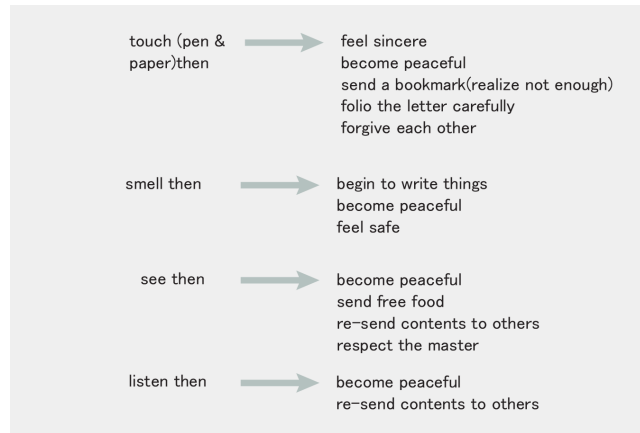 touch (pen &
paper)then
feel sincere
become peaceful
send a bookmark(realize not enough)
folio the letter carefully
forgive each other
smell then
begin to write things
become peaceful
feel safe
see then
become peaceful
send free food
re-send contents to others
respect the master
listen then
become peaceful
re-send contents to others